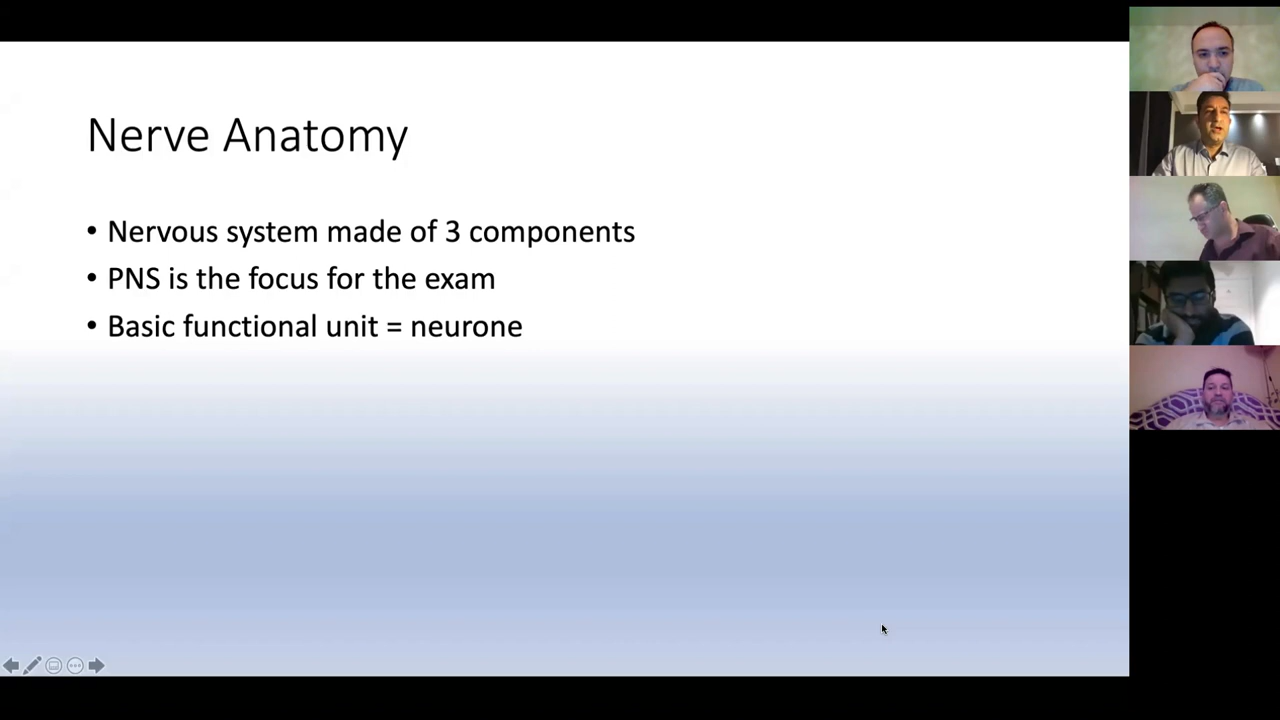 Nerve Anatomy
• Nervous system made of 3 components
• PNS is the focus for the exam
• Basic functional unit = neurone